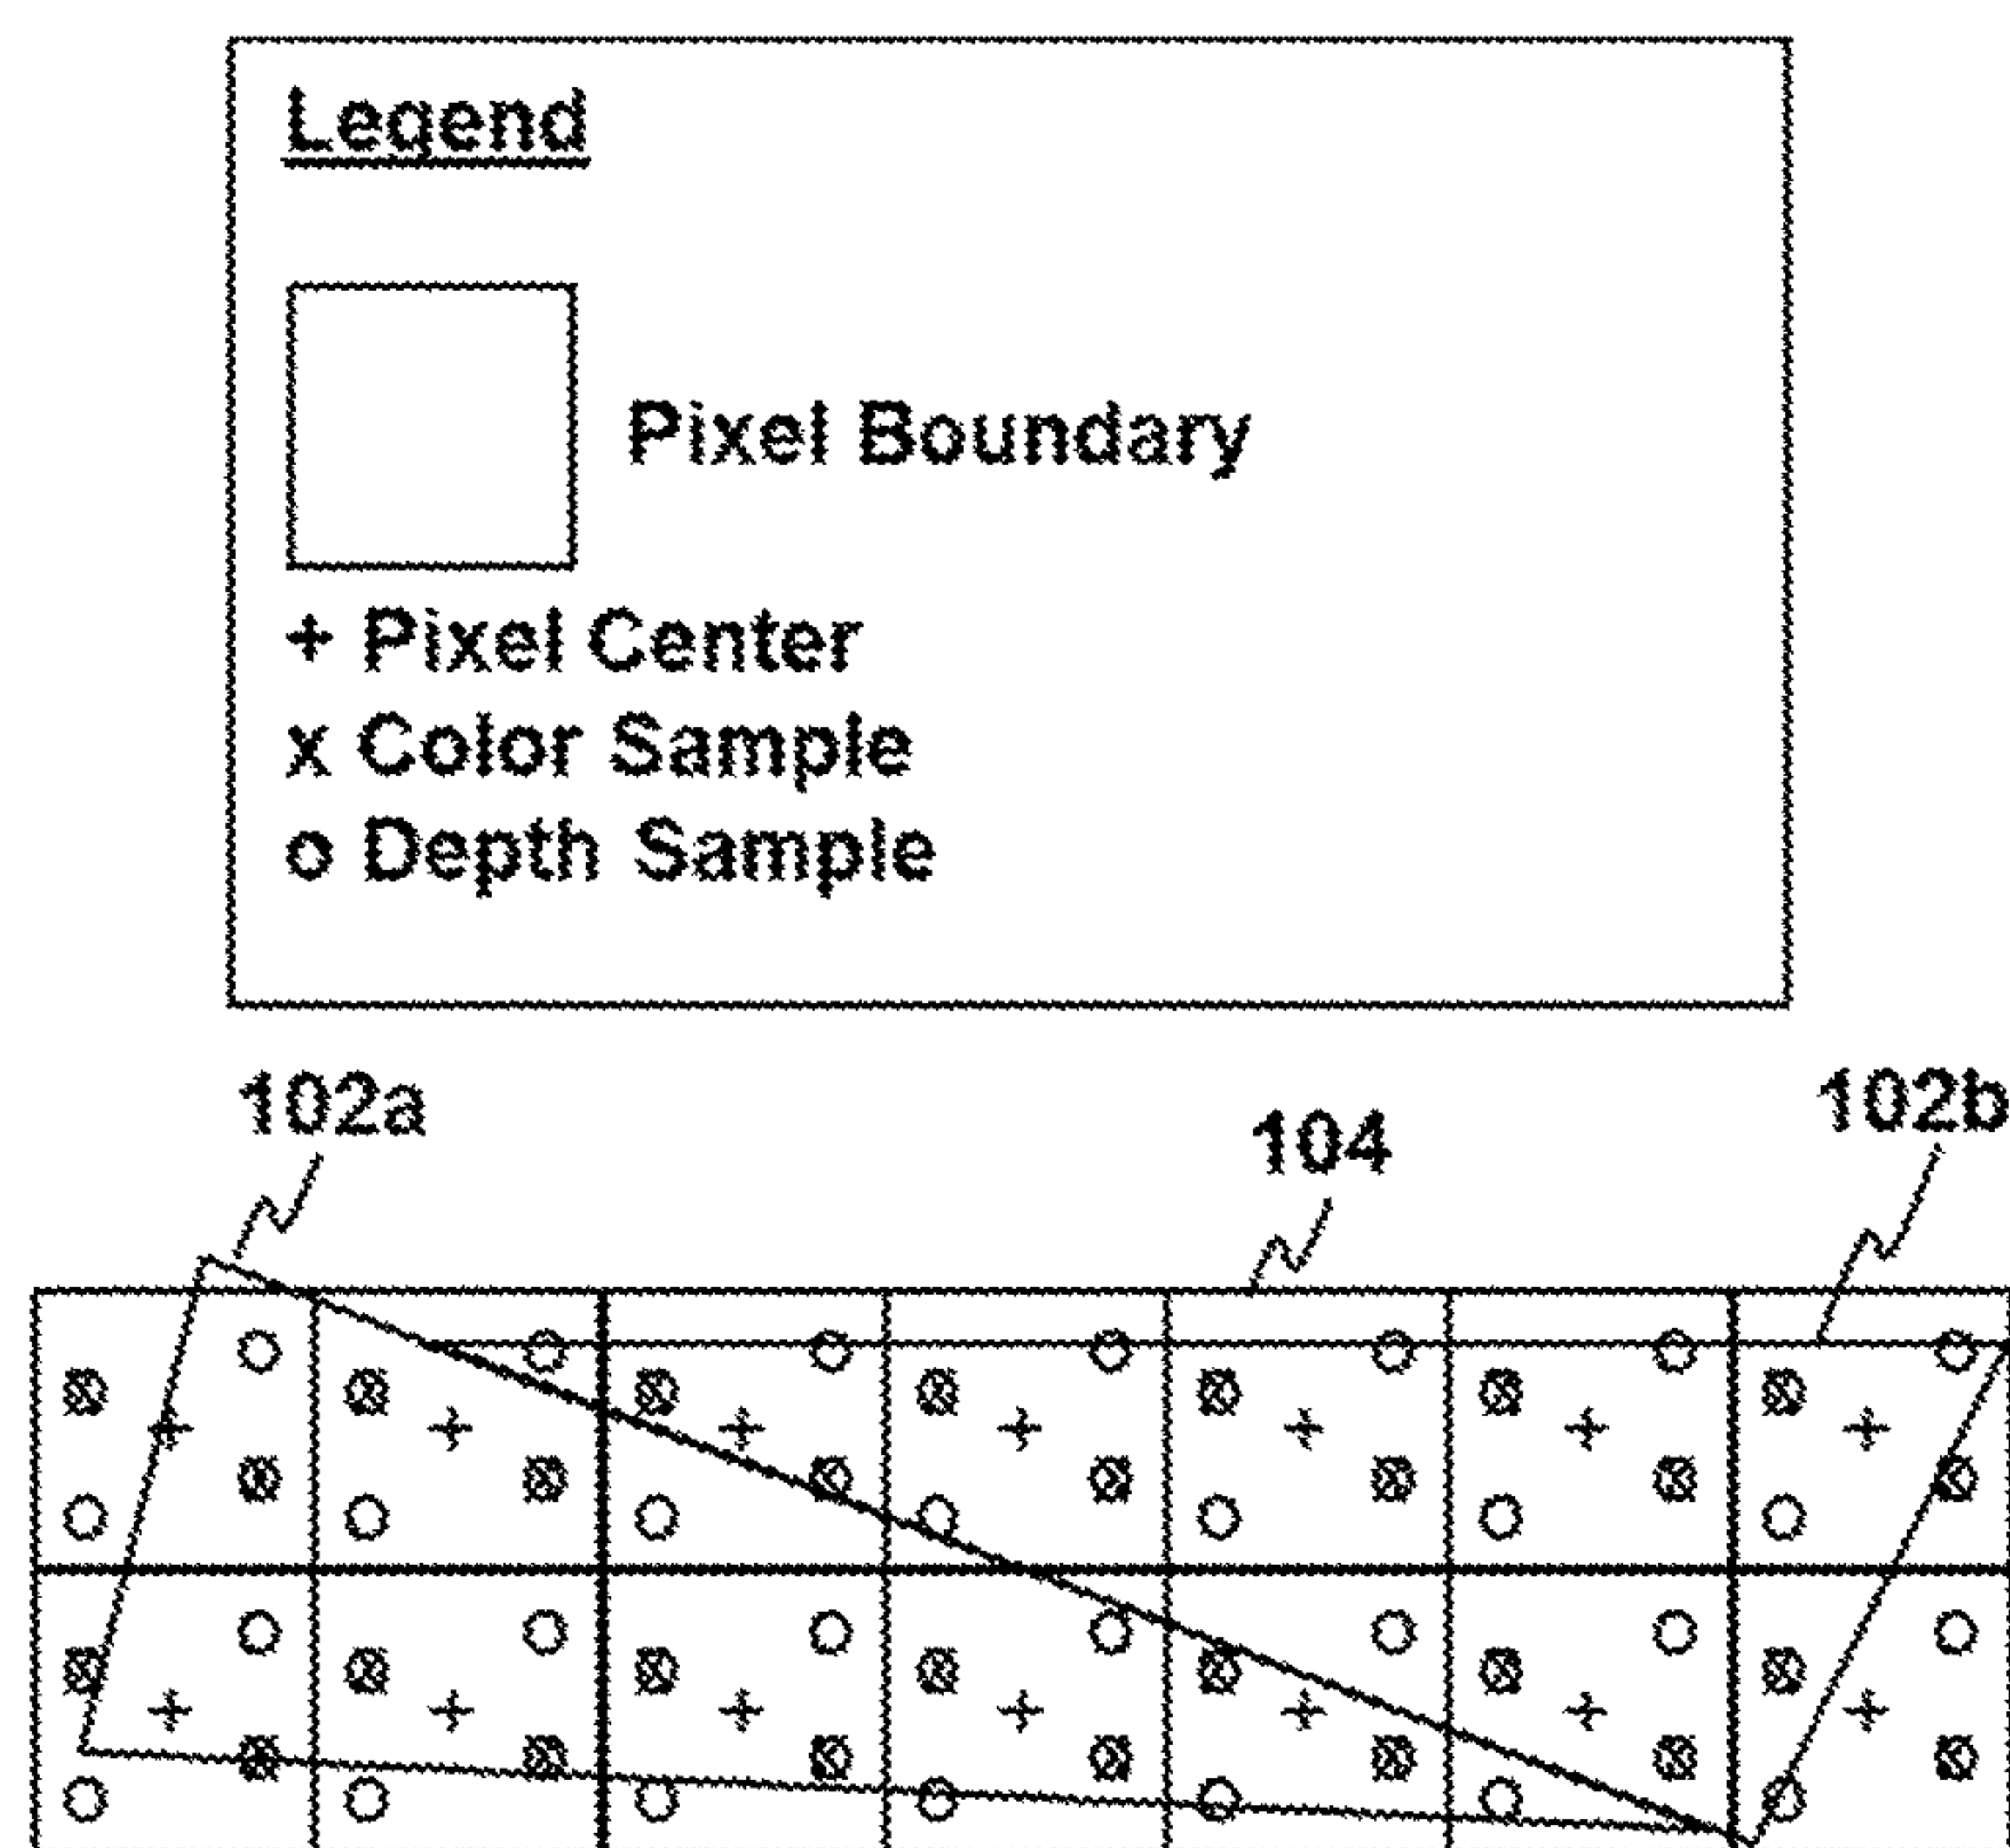 Legend
Pixel Boundary
+ Pixel Center
x Color Sample
o Depth Sample
102a
104
102b